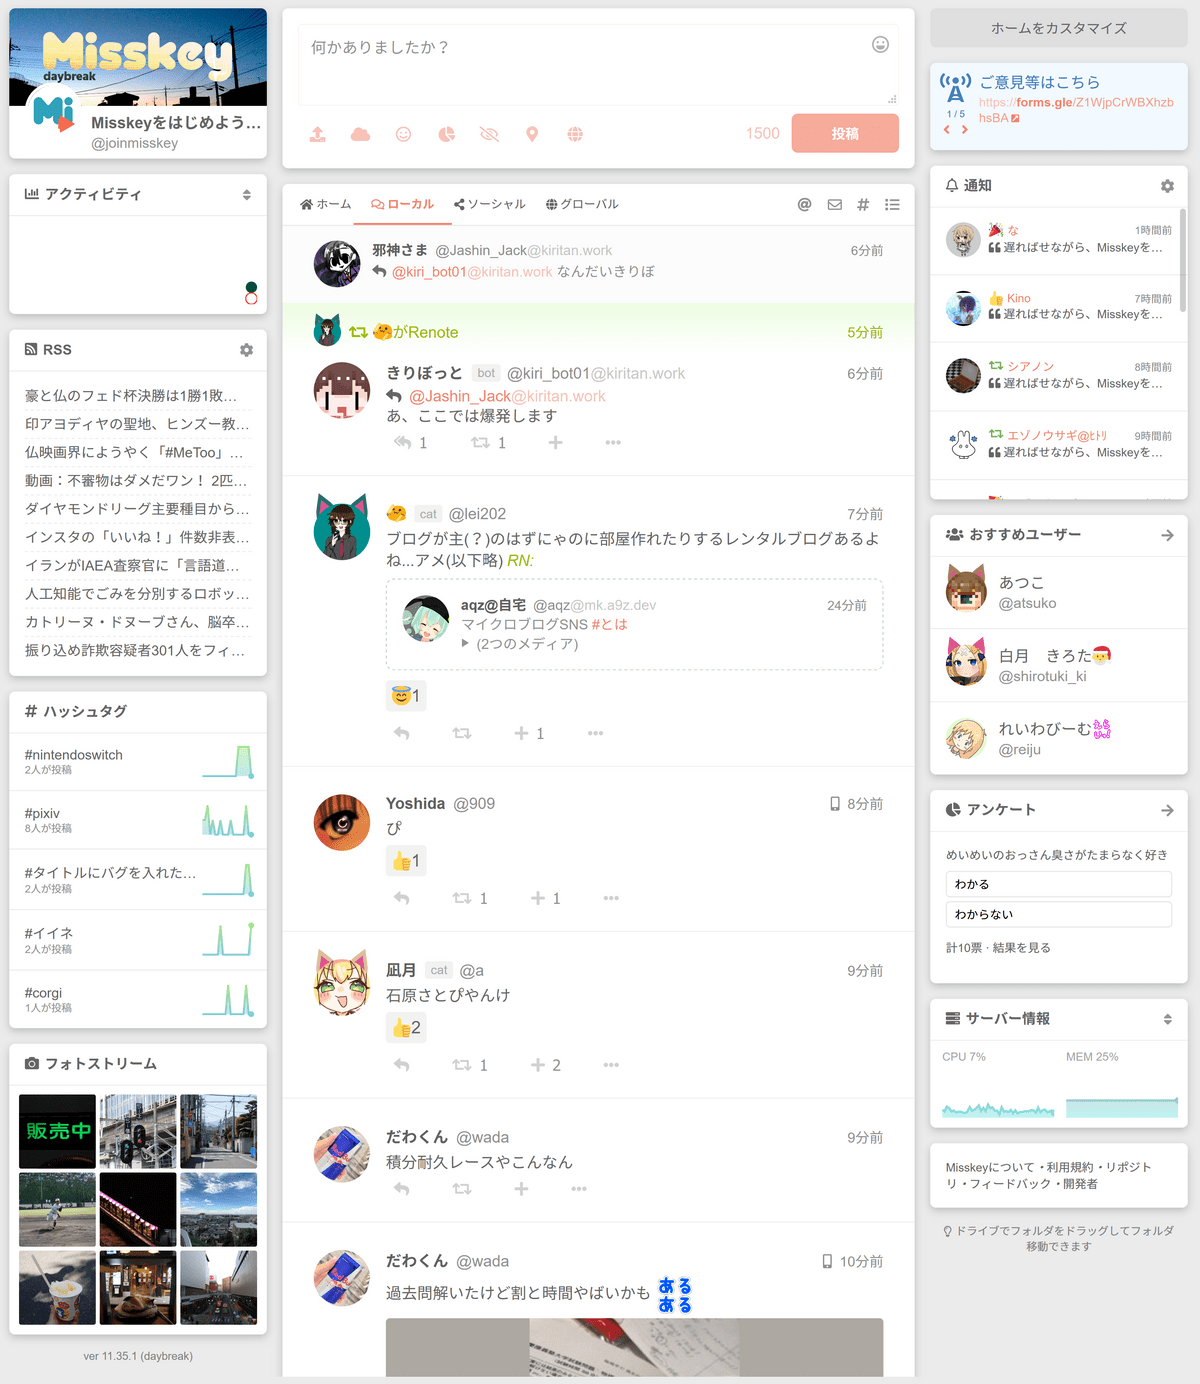 Misskey
daybreak
Mi
Misskeyをはじめよう…
@joinmisskey
アクティビティ
RSS
豪と仏のフェド杯決勝は1勝1敗…
印アヨディヤの聖地、ヒンズー教…
仏映画界にようやく「#MeToo」…
動画：不審物はダメだワン！ 2匹…
ダイヤモンドリーグ主要種目から…
インスタの「いいね！」件数非表…
イランがIAEA査察官に「言語道…
人工知能でごみを分別するロボッ…
カトリーヌ・ドヌーブさん、脳卒…
振り込め詐欺容疑者301人をフィ…
ハッシュタグ
#nintendoswitch
2人が投稿
#pixiv
8人が投稿
#タイトルにバグを入れた…
2人が投稿
#イイネ
2人が投稿
#corgi
1人が投稿
フォトストリーム
販売中
ver 11.35.1 (daybreak)
何かありましたか？
1500 投稿
ホーム ローカル ソーシャル グローバル
邪神さま @Jashin_Jack@kiritan.work 6分前
@kiri_bot01@kiritan.work なんだいきりぼ
がRenote 5分前
きりぼっと bot @kiri_bot01@kiritan.work 6分前
@Jashin_Jack@kiritan.work
あ、ここでは爆発します
1 1
cat @lei202 7分前
ブログが主(？)のはずにゃのに部屋作れたりするレンタルブログあるよ
ね...アメ(以下略) RN:
aqz@自宅 @aqz@mk.a9z.dev 24分前
マイクロブログSNS #とは
(2つのメディア)
1
1
Yoshida @909 8分前
ぴ
1
1 1
凪月 cat @a 9分前
石原さとぴやんけ
2
1 2
だわくん @wada 9分前
積分耐久レースやこんなん
だわくん @wada 10分前
過去問解いたけど割と時間やばいかも あるある
ホームをカスタマイズ
ご意見等はこちら
https://forms.gle/Z1WjpCrWBXhzb
hsBA
1 / 5
通知
な 1時間前
遅ればせながら、Misskeyを…
Kino 7時間前
遅ればせながら、Misskeyを…
シアノン 8時間前
遅ればせながら、Misskeyを…
エゾノウサギ@ﾋﾄﾘ 9時間前
遅ればせながら、Misskeyを…
おすすめユーザー
あつこ
@atsuko
白月　きろた
@shirotuki_ki
れいわびーむ
@reiju
アンケート
めいめいのおっさん臭さがたまらなく好き
わかる
わからない
計10票 · 結果を見る
サーバー情報
CPU 7% MEM 25%
Misskeyについて・利用規約・リポジト
リ・フィードバック・開発者
ドライブでフォルダをドラッグしてフォルダ
移動できます